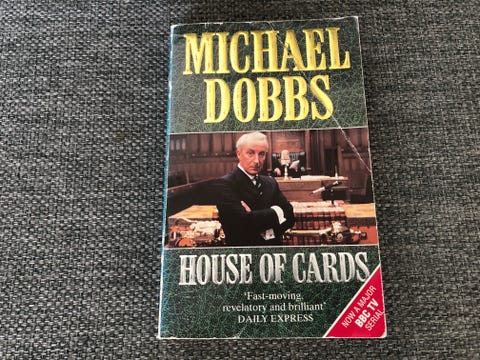 MICHAEL
DOBBS
HOUSE OF CARDS
'Fast-moving,
revelatory and brilliant'
DAILY EXPRESS
NOW A MAJOR
BBC TV
SERIAL